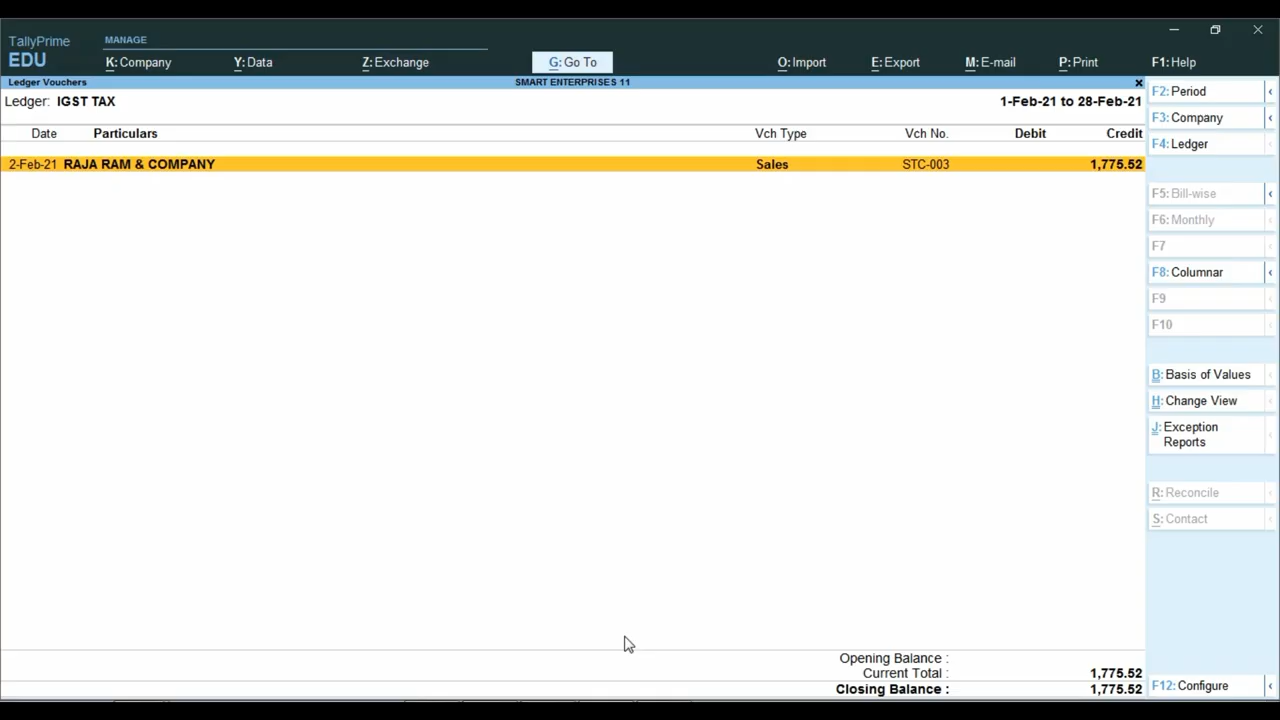 TallyPrime
EDU
MANAGE
K: Company Y: Data Z: Exchange G: Go To O: Import E: Export M: E-mail P: Print F1: Help
Ledger Vouchers SMART ENTERPRISES 11 ×
Ledger: IGST TAX 1-Feb-21 to 28-Feb-21
Date Particulars Vch Type Vch No. Debit Credit
2-Feb-21 RAJA RAM & COMPANY Sales STC-003 1,775.52
Opening Balance :
Current Total : 1,775.52
Closing Balance : 1,775.52
F2: Period
F3: Company
F4: Ledger
F5: Bill-wise
F6: Monthly
F7
F8: Columnar
F9
F10
B: Basis of Values
H: Change View
J: Exception
Reports
R: Reconcile
S: Contact
F12: Configure